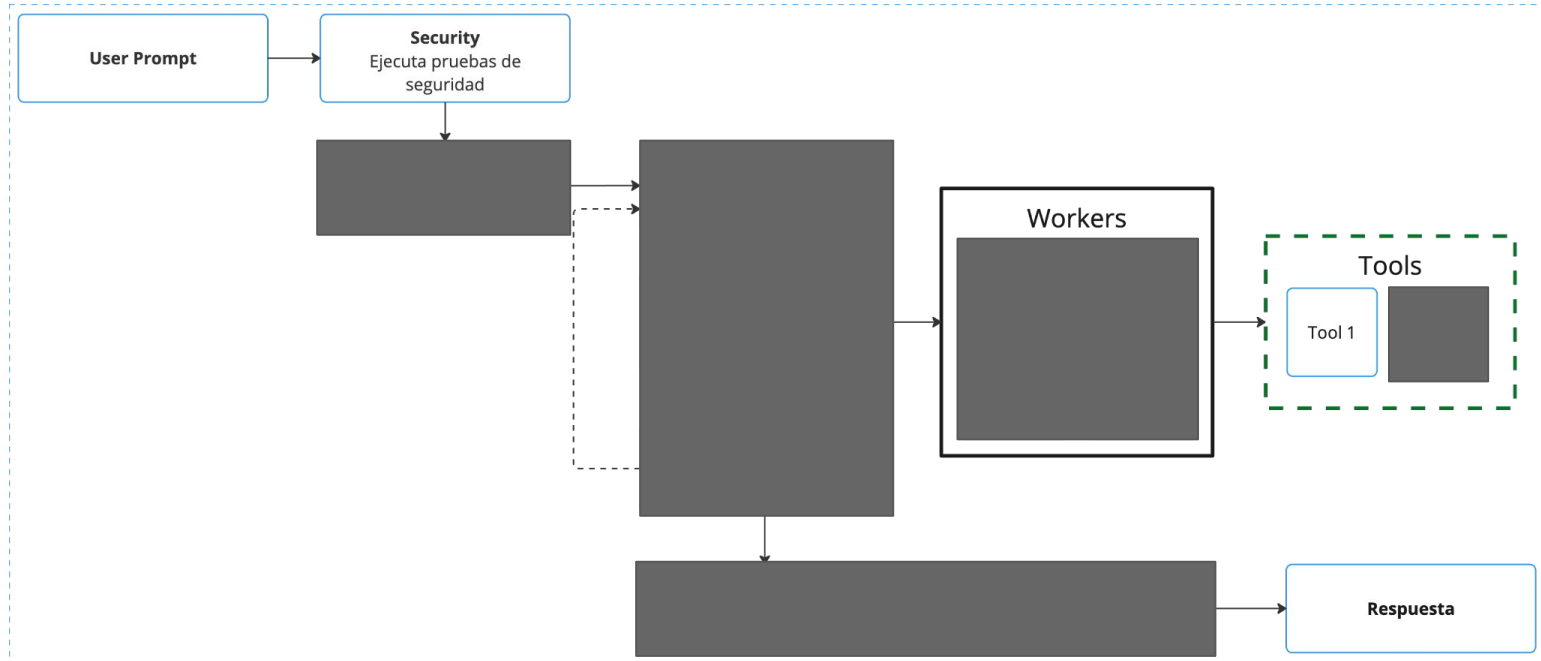 User Prompt
Security
Ejecuta pruebas de
seguridad
Workers
Tools
Tool 1
Respuesta